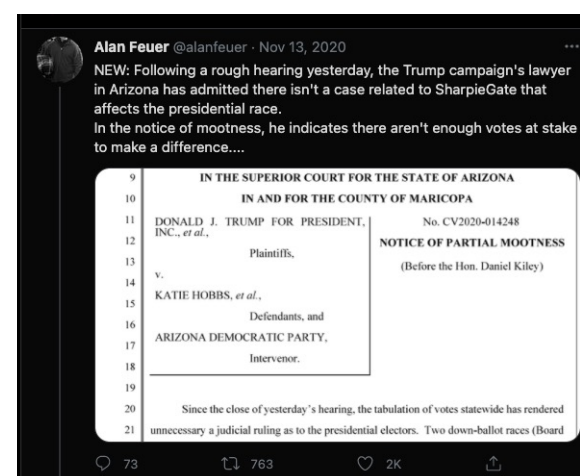 Alan Feuer @alanfeuer · Nov 13, 2020
NEW: Following a rough hearing yesterday, the Trump campaign's lawyer
in Arizona has admitted there isn't a case related to SharpieGate that
affects the presidential race.
In the notice of mootness, he indicates there aren't enough votes at stake
to make a difference....
9 IN THE SUPERIOR COURT FOR THE STATE OF ARIZONA
10 IN AND FOR THE COUNTY OF MARICOPA
11 DONALD J. TRUMP FOR PRESIDENT, No. CV2020-014248
INC., et al.,
12 NOTICE OF PARTIAL MOOTNESS
Plaintiffs,
13 (Before the Hon. Daniel Kiley)
v.
14
KATIE HOBBS, et al.,
15
Defendants, and
16
ARIZONA DEMOCRATIC PARTY,
17
Intervenor.
18
19
20 Since the close of yesterday's hearing, the tabulation of votes statewide has rendered
21 unnecessary a judicial ruling as to the presidential electors. Two down-ballot races (Board
73 763 2K